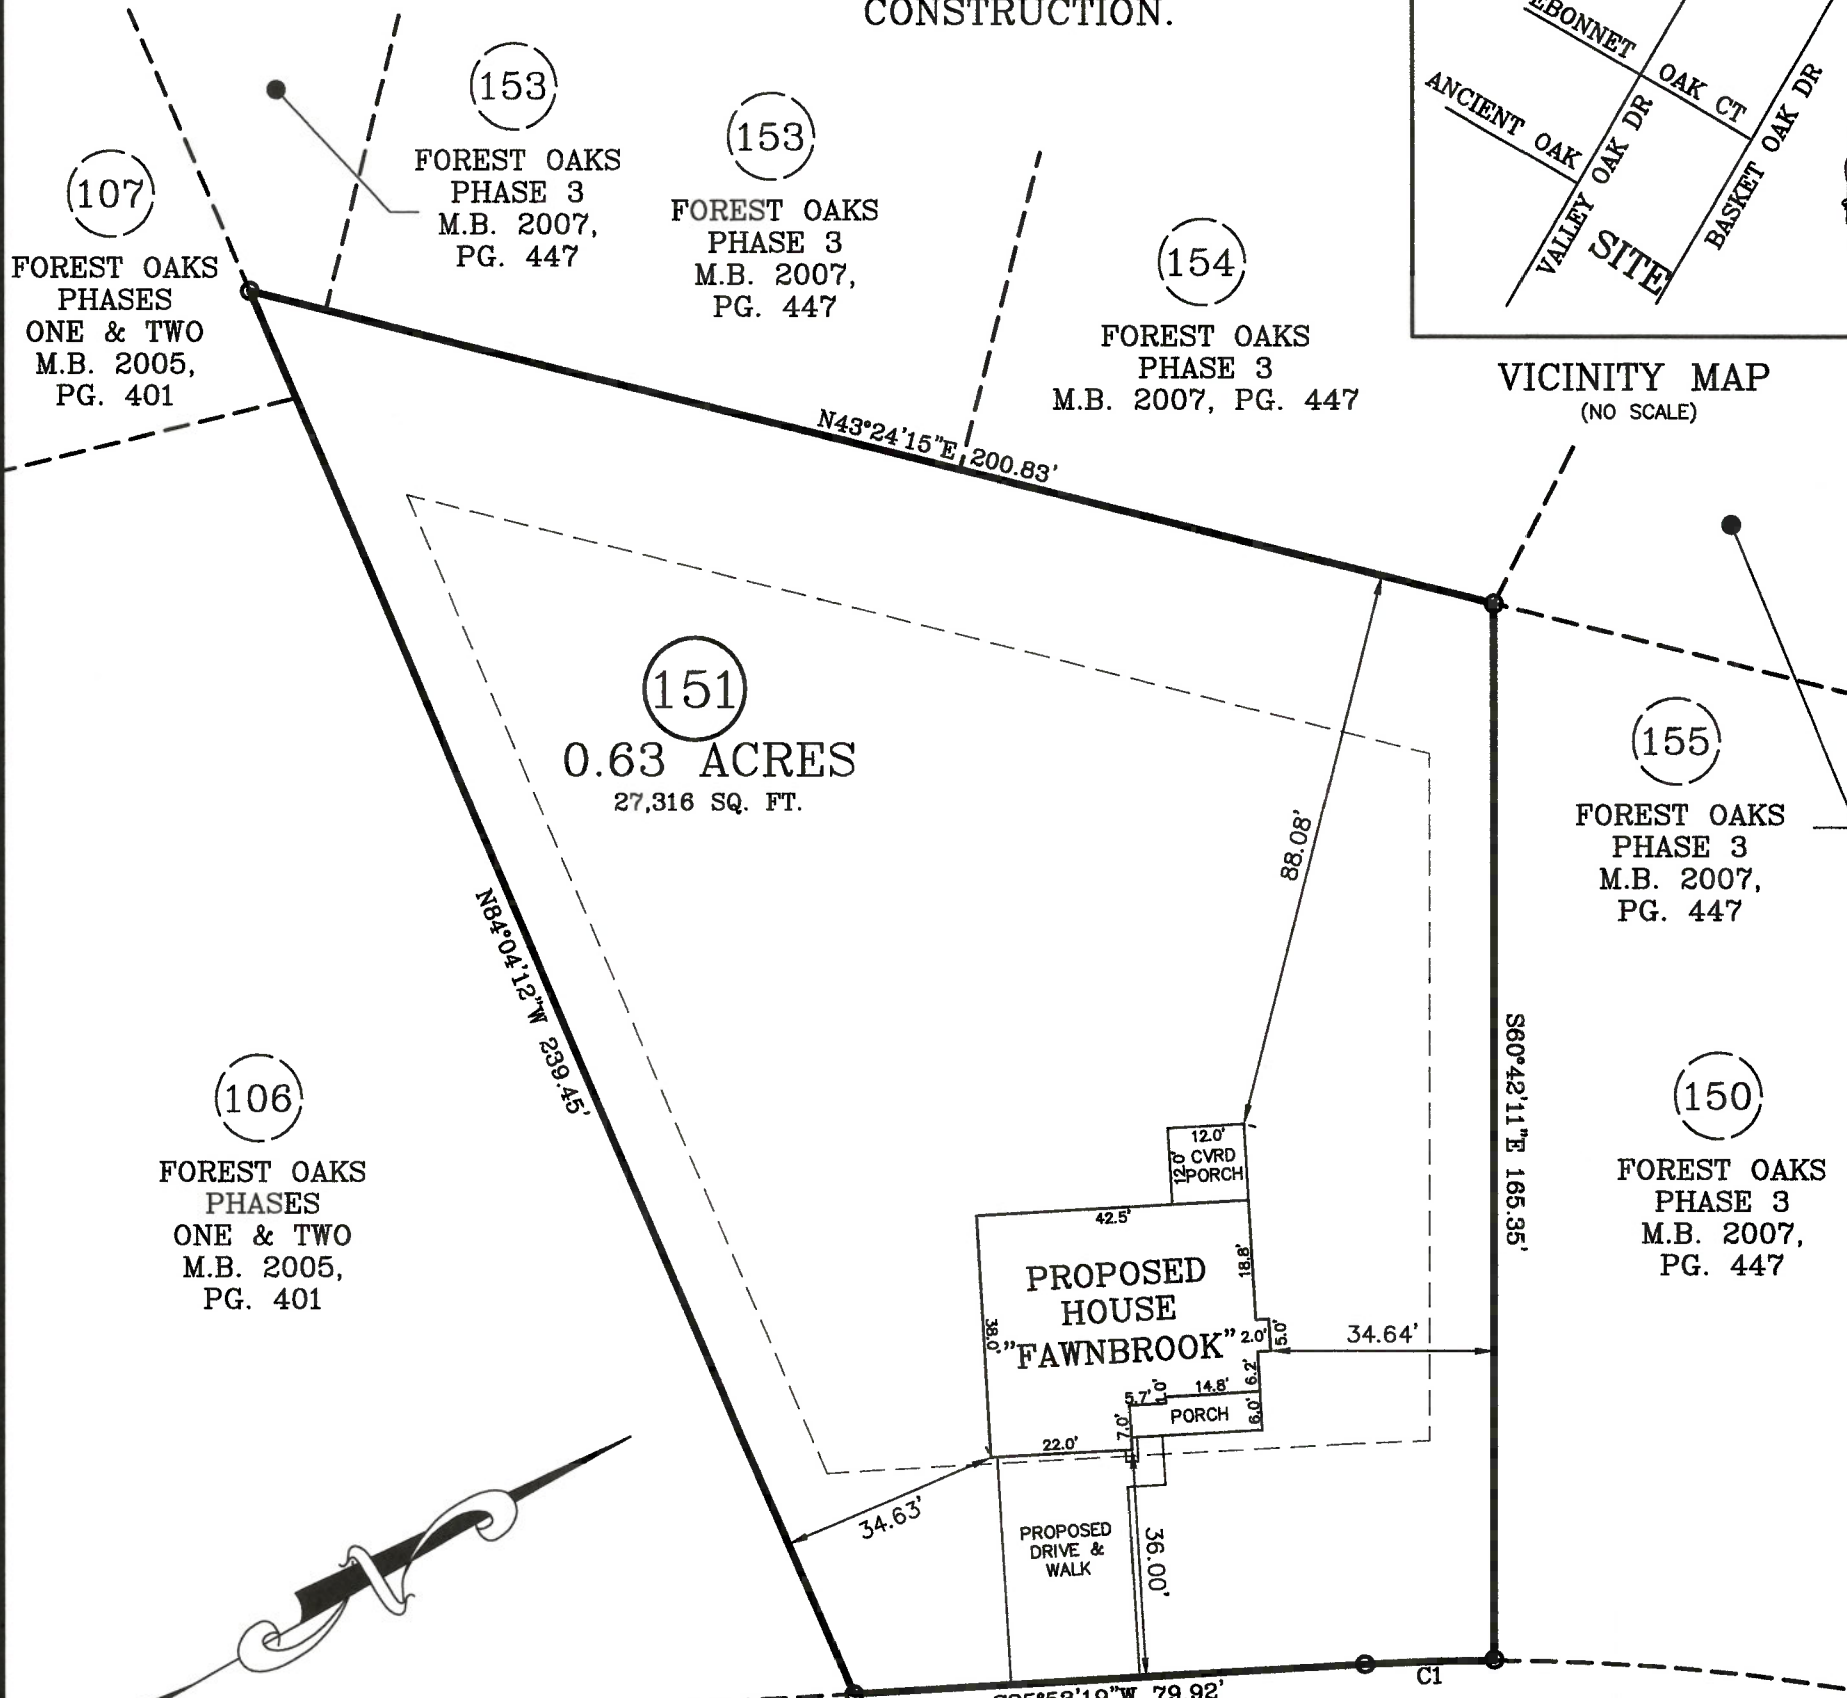 CONSTRUCTION.
OAK CT
ANCIENT OAK
VALLEY OAK DR
BASKET OAK DR
SITE
VICINITY MAP
(NO SCALE)
153
FOREST OAKS
PHASE 3
M.B. 2007,
PG. 447
153
FOREST OAKS
PHASE 3
M.B. 2007,
PG. 447
107
FOREST OAKS
PHASES
ONE & TWO
M.B. 2005,
PG. 401
154
FOREST OAKS
PHASE 3
M.B. 2007, PG. 447
N43°24'15"E 200.83'
151
0.63 ACRES
27,316 SQ. FT.
88.08'
155
FOREST OAKS
PHASE 3
M.B. 2007,
PG. 447
N84°04'12"W 239.45'
S60°42'11"E 165.35'
106
FOREST OAKS
PHASES
ONE & TWO
M.B. 2005,
PG. 401
150
FOREST OAKS
PHASE 3
M.B. 2007,
PG. 447
12.0'
12.0'
CVRD
PORCH
42.5'
18.8'
PROPOSED
HOUSE
"FAWNBROOK"
38.0'
2.0'
5.0'
34.64'
6.2'
5.7'
1.0'
14.8'
PORCH
6.0'
7.0'
22.0'
34.63'
PROPOSED
DRIVE &
WALK
36.00'
N
C1
79.92'